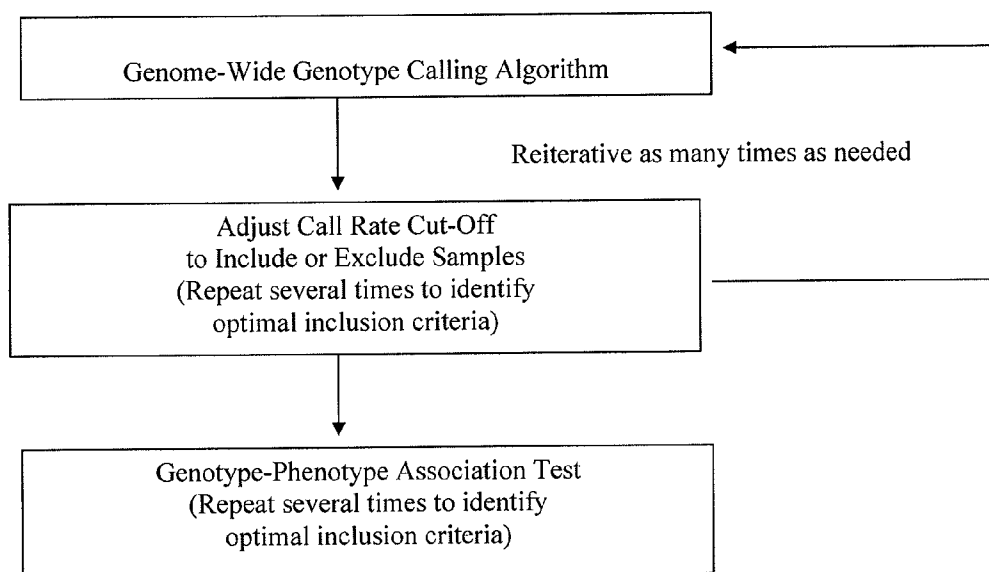 Genome-Wide Genotype Calling Algorithm
Reiterative as many times as needed
Adjust Call Rate Cut-Off
to Include or Exclude Samples
(Repeat several times to identify
optimal inclusion criteria)
Genotype-Phenotype Association Test
(Repeat several times to identify
optimal inclusion criteria)